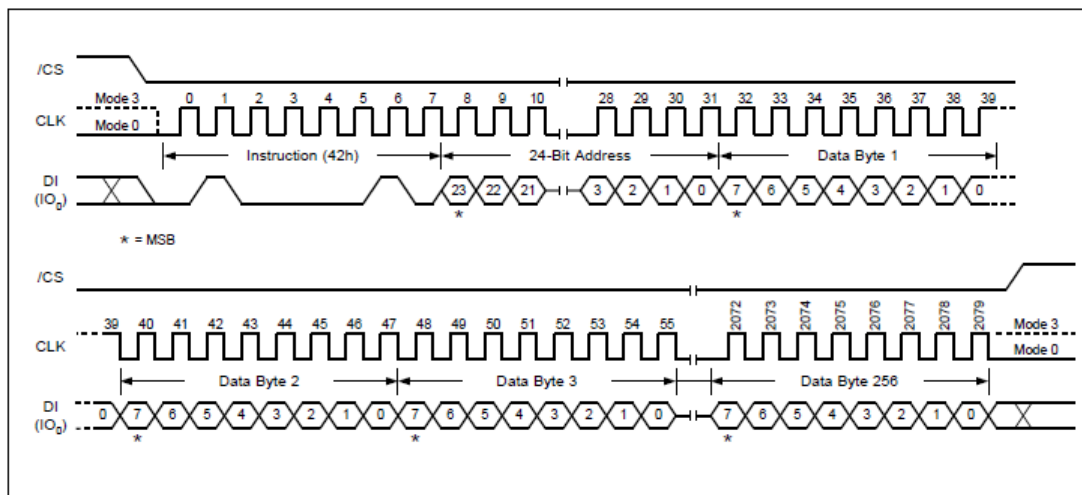 /CS
Mode 3 0 1 2 3 4 5 6 7 8 9 10 28 29 30 31 32 33 34 35 36 37 38 39
CLK
Mode 0
Instruction (42h) 24-Bit Address Data Byte 1
DI
(IO0) 23 22 21 3 2 1 0 7 6 5 4 3 2 1 0
* *
* = MSB
/CS
39 40 41 42 43 44 45 46 47 48 49 50 51 52 53 54 55 2072 2073 2074 2075 2076 2077 2078 2079 Mode 3
CLK
Mode 0
Data Byte 2 Data Byte 3 Data Byte 256
DI
(IO0) 0 7 6 5 4 3 2 1 0 7 6 5 4 3 2 1 0 7 6 5 4 3 2 1 0
* * *